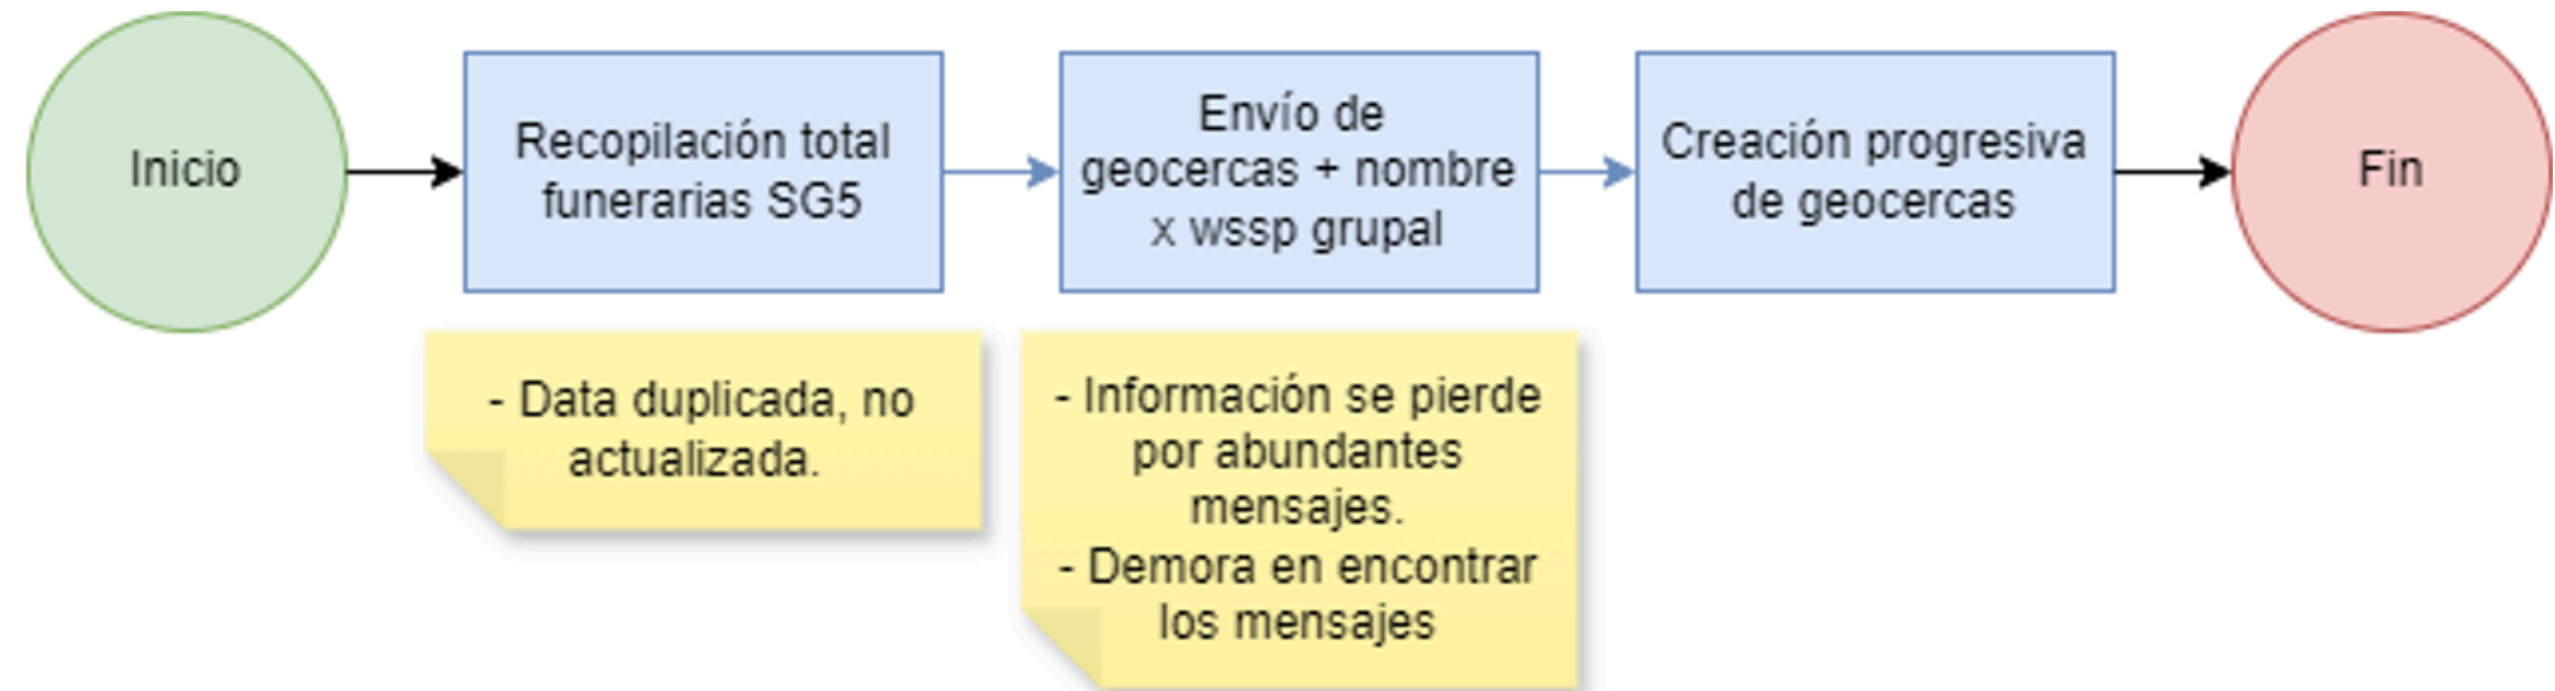 Inicio
Recopilación total
funerarias SG5
Envío de
geocercas + nombre
x wssp grupal
Creación progresiva
de geocercas
Fin
- Data duplicada, no
actualizada.
- Información se pierde
por abundantes
mensajes.
- Demora en encontrar
los mensajes